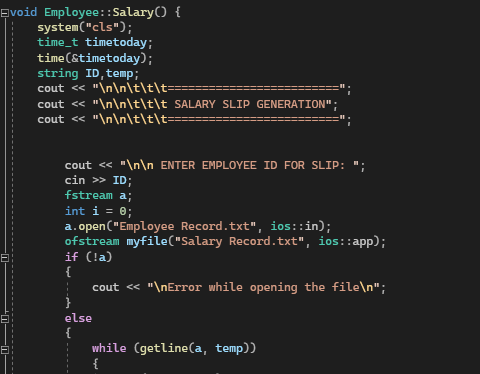 void Employee::Salary() {
system("cls");
time_t timetoday;
time(&timetoday);
string ID,temp;
cout << "\n\n\t\t\t=========================";
cout << "\n\n\t\t\t SALARY SLIP GENERATION";
cout << "\n\n\t\t\t=========================";
cout << "\n\n ENTER EMPLOYEE ID FOR SLIP: ";
cin >> ID;
fstream a;
int i = 0;
a.open("Employee Record.txt", ios::in);
ofstream myfile("Salary Record.txt", ios::app);
if (!a)
{
cout << "\nError while opening the file\n";
}
else
{
while (getline(a, temp))
{